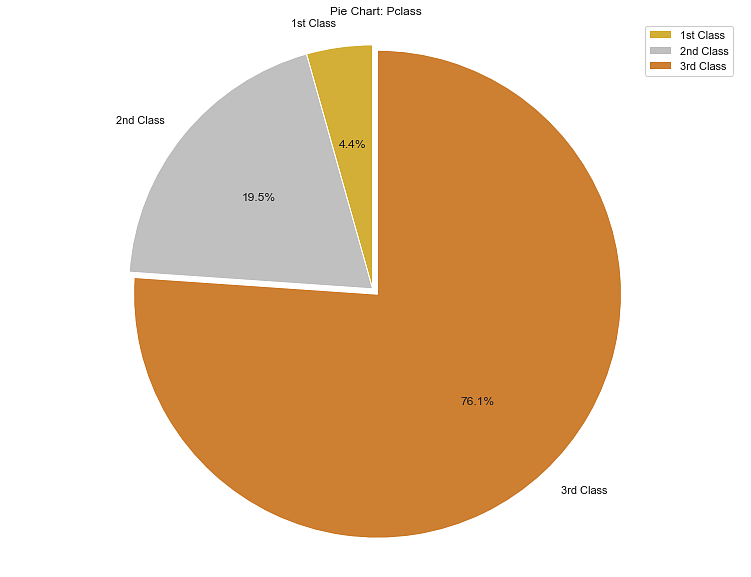 Pie Chart: Pclass
1st Class
1st Class
2nd Class
3rd Class
2nd Class
4.4%
19.5%
76.1%
3rd Class